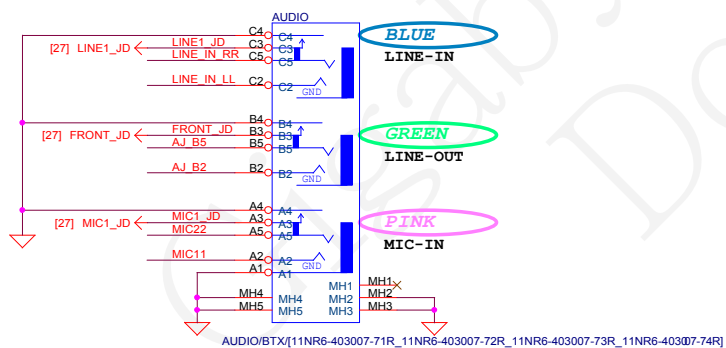 AUDIO
C4 C4 BLUE
[27] LINE1_JD LINE1_JD C3 C3
LINE_IN_RR C5 C5 LINE-IN
LINE_IN_LL C2 C2
GND
B4 B4
[27] FRONT_JD FRONT_JD B3 B3 GREEN
AJ_B5 B5 B5
LINE-OUT
AJ_B2 B2 B2
GND
A4 A4
[27] MIC1_JD MIC1_JD A3 A3 PINK
MIC22 A5 A5
MIC-IN
MIC11 A2 A2
GND
A1 A1
MH1 MH1
MH4 MH4 MH2 MH2
MH5 MH5 MH3 MH3
AUDIO/BTX/[11NR6-403007-71R_11NR6-403007-72R_11NR6-403007-73R_11NR6-403007-74R]